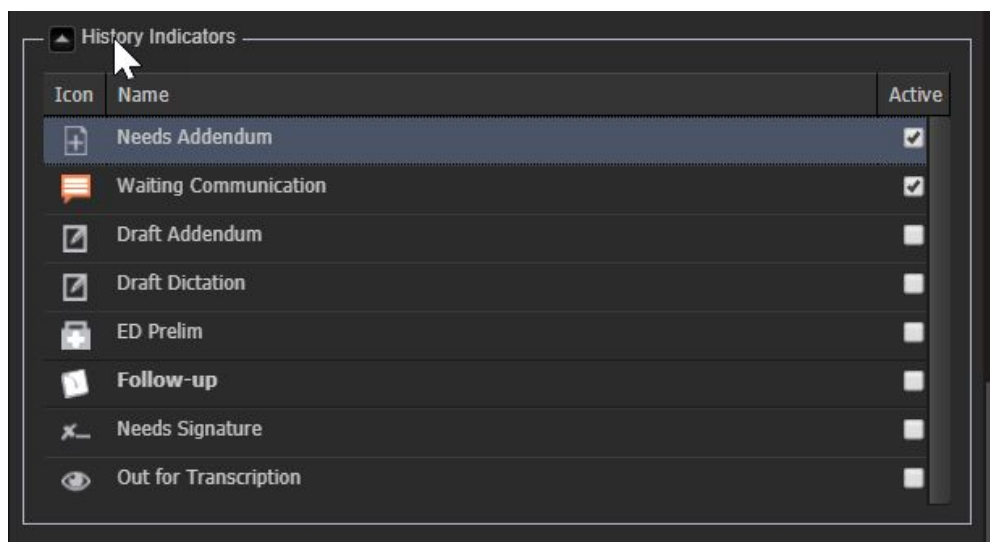 History Indicators
Icon Name Active
Needs Addendum
Waiting Communication
Draft Addendum
Draft Dictation
ED Prelim
Follow-up
Needs Signature
Out for Transcription